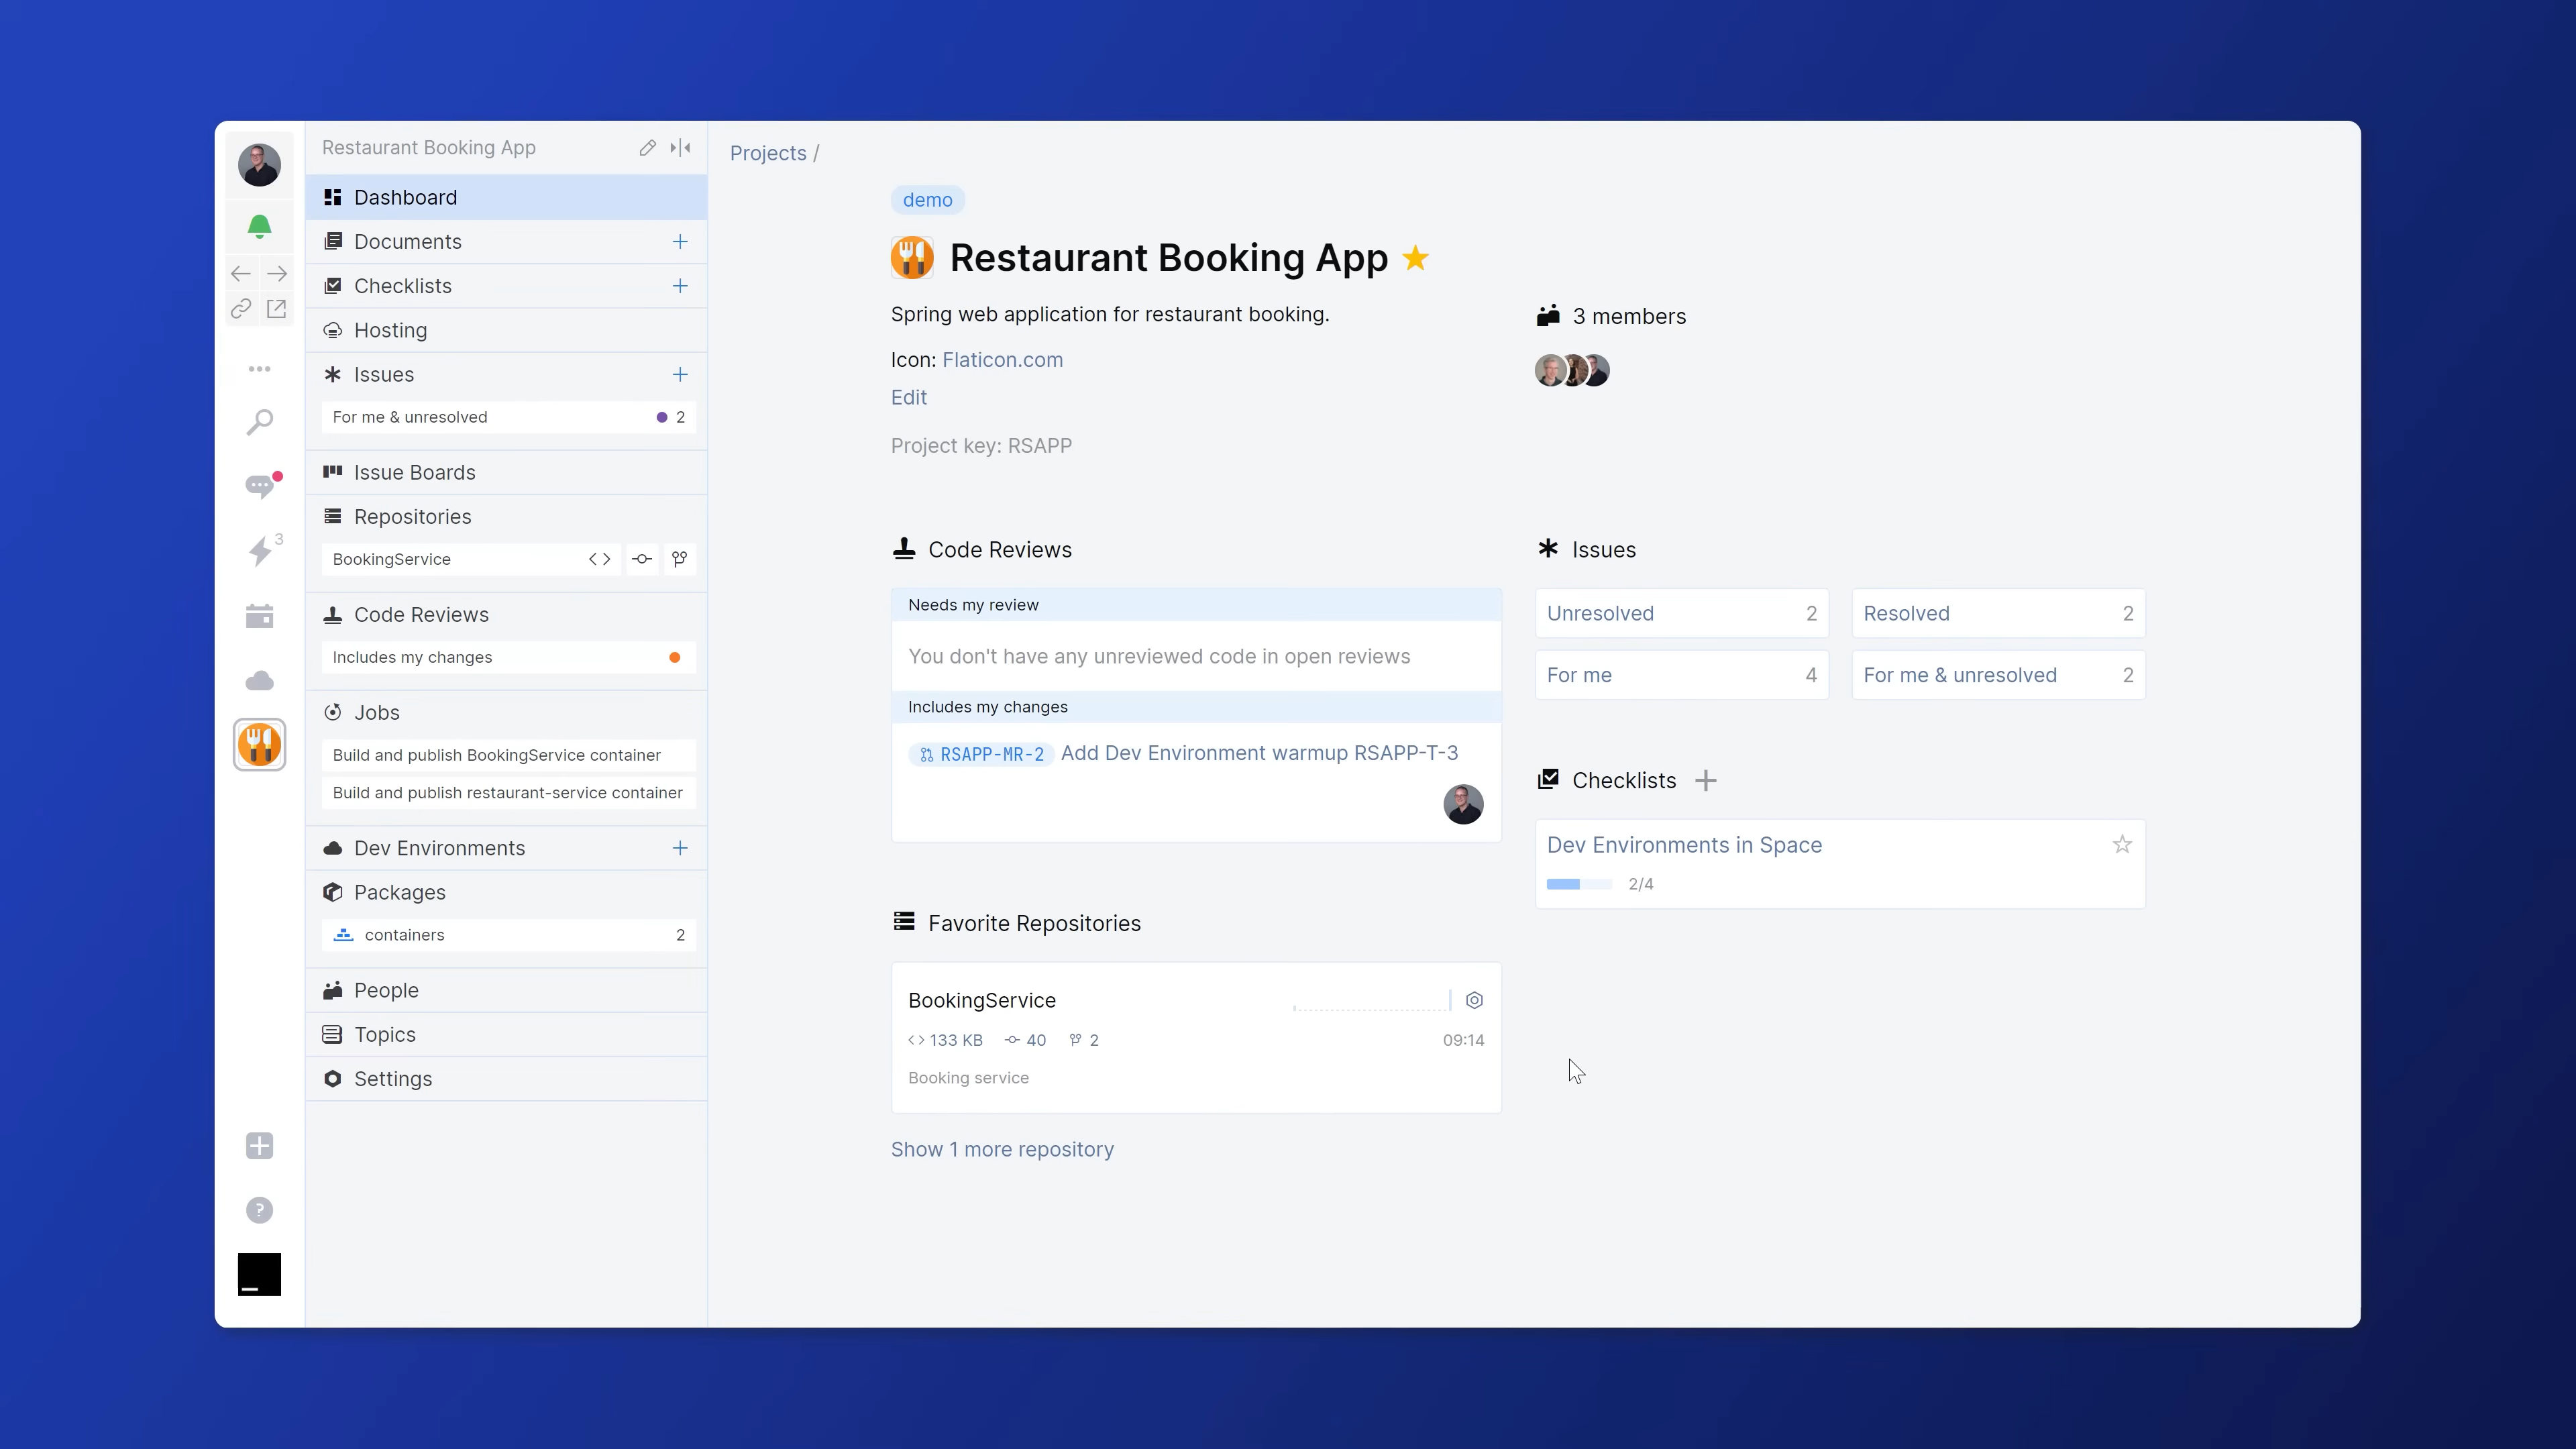 Restaurant Booking App
Dashboard
Documents
Checklists
Hosting
Issues
For me & unresolved 2
Issue Boards
Repositories
BookingService
Code Reviews
Includes my changes
Jobs
Build and publish BookingService container
Build and publish restaurant-service container
Dev Environments
Packages
containers 2
People
Topics
Settings
3
?
Projects /
demo
Restaurant Booking App
Spring web application for restaurant booking.
Icon: Flaticon.com
Edit
Project key: RSAPP
3 members
Code Reviews
Needs my review
You don't have any unreviewed code in open reviews
Includes my changes
RSAPP-MR-2 Add Dev Environment warmup RSAPP-T-3
Issues
Unresolved 2
Resolved 2
For me 4
For me & unresolved 2
Checklists
Dev Environments in Space
2/4
Favorite Repositories
BookingService
133 KB 40 2 09:14
Booking service
Show 1 more repository